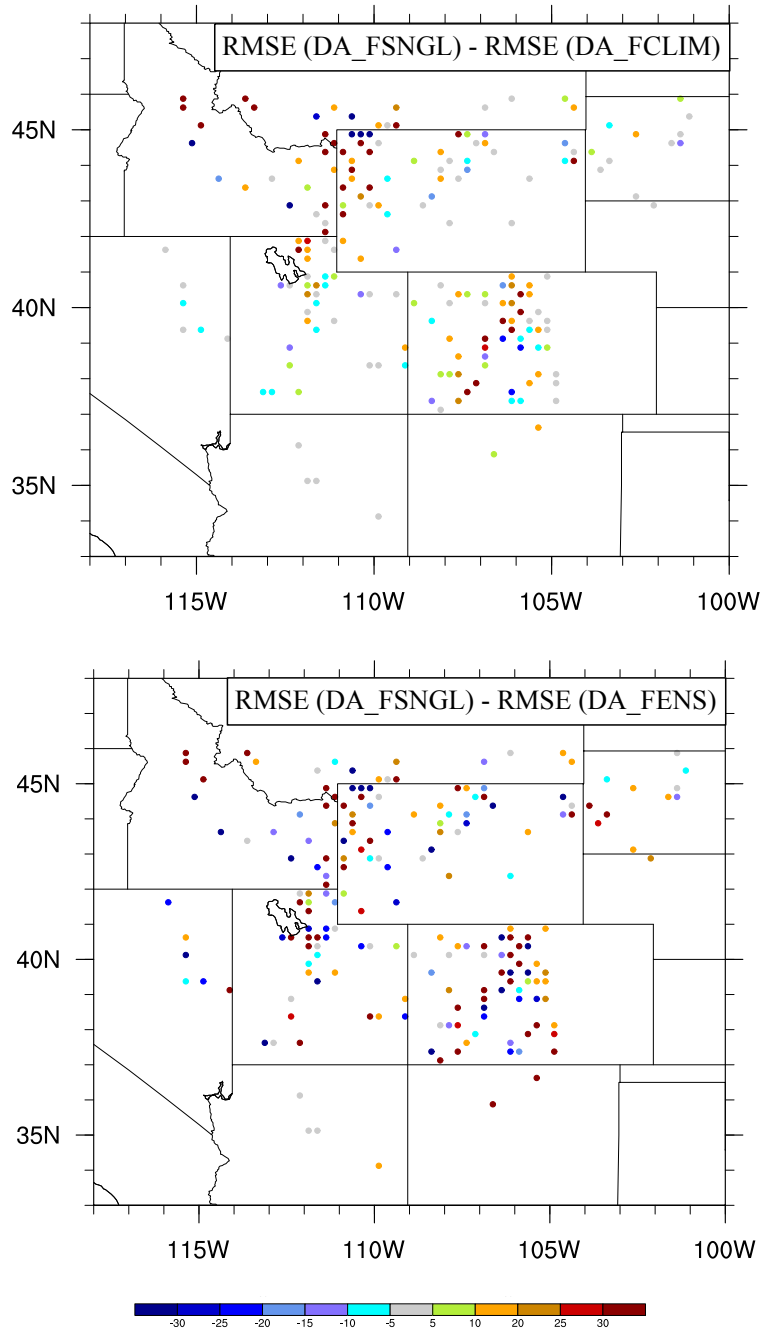 RMSE (DA_FSNGL) - RMSE (DA_FCLIM)
45N
40N
35N
115W 110W 105W 100W
RMSE (DA_FSNGL) - RMSE (DA_FENS)
45N
40N
35N
115W 110W 105W 100W
-30 -25 -20 -15 -10 -5 5 10 20 25 30